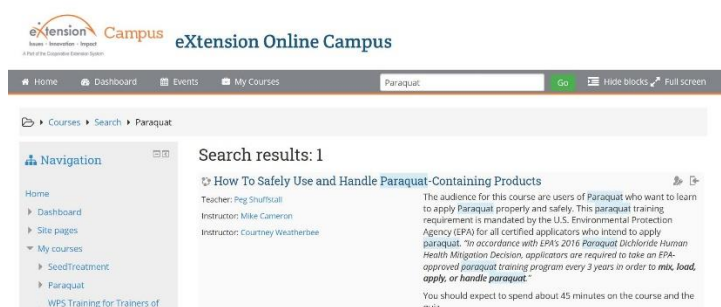 eXtension Campus
Issues - Innovation - Impact
A Part of the Cooperative Extension System
eXtension Online Campus
Home Dashboard Events My Courses Paraquat Go Hide blocks Full screen
Courses Search Paraquat
Navigation
Home
Dashboard
Site pages
My courses
SeedTreatment
WPS Training for Trainers of
Search results: 1
How To Safely Use and Handle Paraquat-Containing Products
Teacher: Peg Shuffstall
Instructor: Mike Cameron
Instructor: Courtney Weatherbee
The audience for this course are users of Paraquat who want to learn
to apply Paraquat properly and safely. This paraquat training
requirement is mandated by the U.S. Environmental Protection
Agency (EPA) for all certified applicators who intend to apply
paraquat. "In accordance with EPA's 2016 Paraquat Dichloride Human
Health Mitigation Decision, applicators are required to take an EPA-
approved paraquat training program every 3 years in order to mix, load,
apply, or handle paraquat."
You should expect to spend about 45 minutes on the course and the